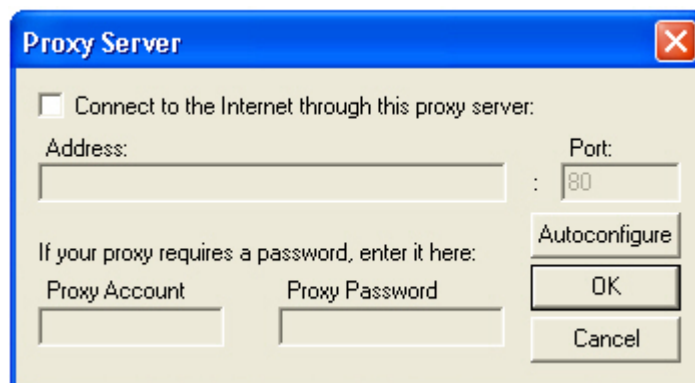 Proxy Server
Connect to the Internet through this proxy server:
Address:
Port:
:
80
Autoconfigure
If your proxy requires a password, enter it here:
Proxy Account
Proxy Password
OK
Cancel